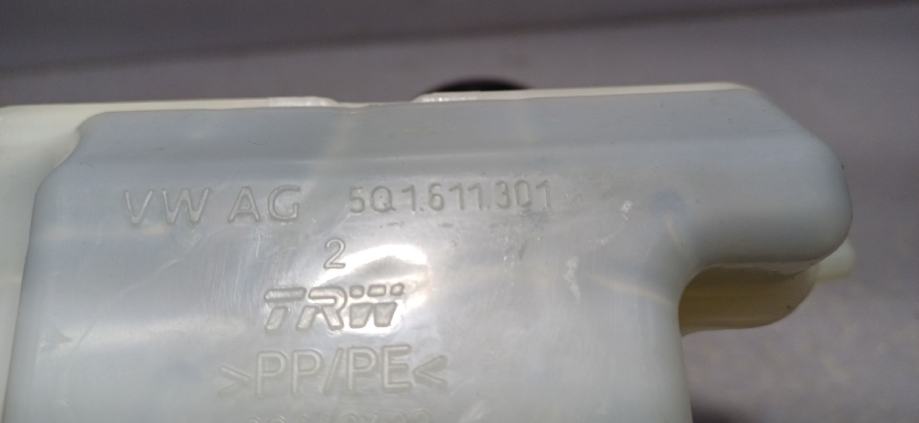 VW AG 5Q1.611.301
2
TRW
>PP/PE<